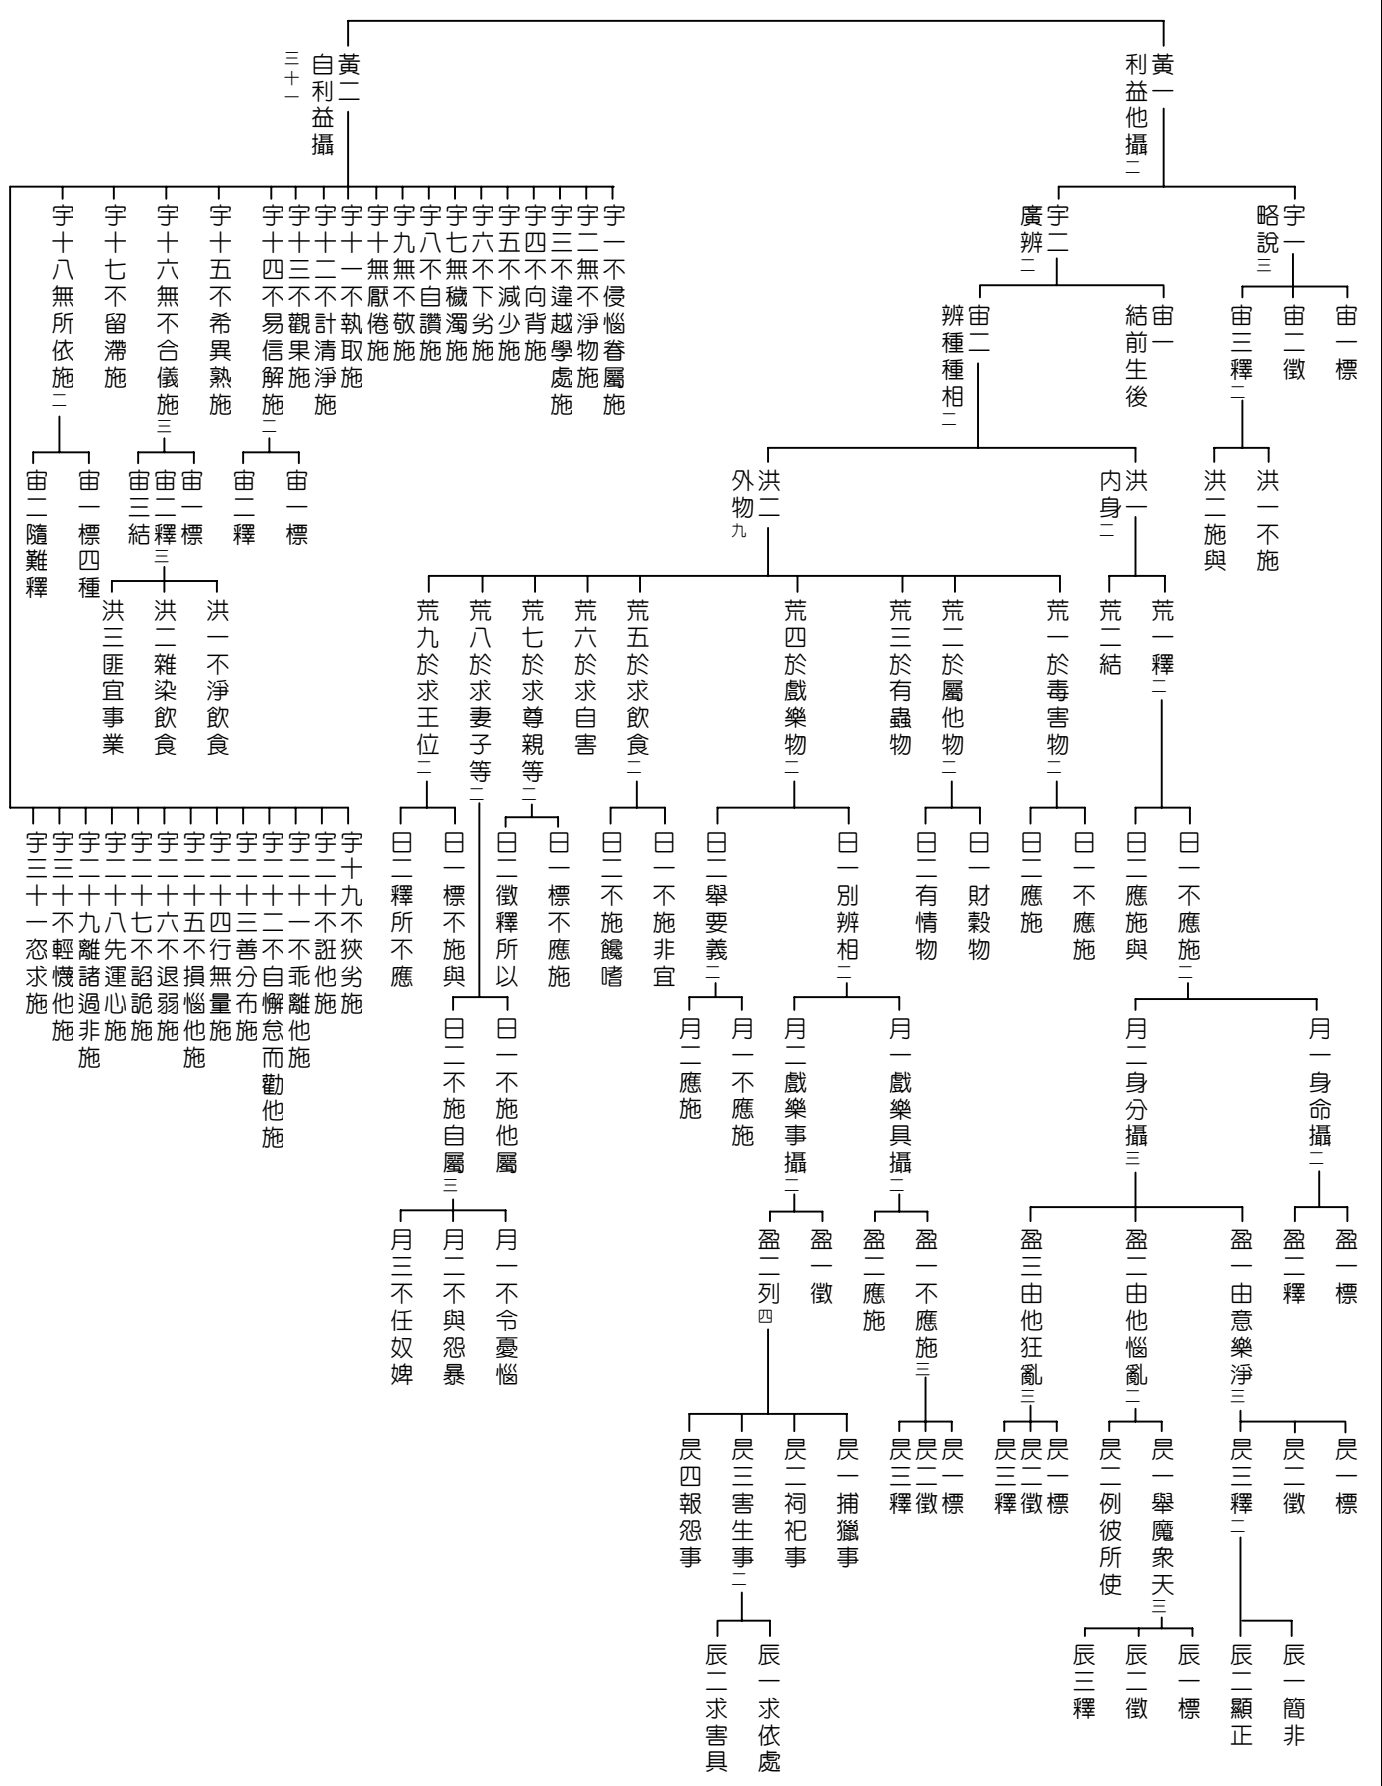 黃一
利益他攝二
黃二
自利益攝
三十一
宇一
略說三
宇二
廣辨二
宙一標
宙二徵
宙三釋二
洪一不施
洪二施與
宙一
結前生後
宙二
辨種種相二
洪一
內身二
洪二
外物九
荒一釋二
荒二結
日一不應施二
日二應施與
月一身命攝二
月二身分攝三
盈一標
盈二釋
盈一由意樂淨三
盈二由他惱亂二
盈三由他狂亂三
昃一標
昃二徵
昃三釋二
辰一簡非
辰二顯正
昃一舉魔衆天三
昃二例彼所使
辰一標
辰二徵
辰三釋
昃一標
昃二徵
昃三釋
荒一於毒害物二
荒二於屬他物二
荒三於有蟲物
荒四於戲樂物二
荒五於求飲食二
荒六於求自害
荒七於求尊親等二
荒八於求妻子等二
荒九於求王位二
日一不應施
日二應施
日一財穀物
日二有情物
日一別辨相二
日二舉要義二
月一戲樂具攝二
月二戲樂事攝二
盈一不應施三
盈二應施
昃一標
昃二徵
昃三釋
盈一徵
盈二列四
昃一捕獵事
昃二祠祀事
昃三害生事二
昃四報怨事
辰一求依處
辰二求害具
月一不應施
月二應施
日一不施非宜
日二不施饞嗜
日一標不應施
日二徵釋所以
日一不施他屬
日二不施自屬三
月一不令憂惱
月二不與怨暴
月三不任奴婢
日一標不施與
日二釋所不應
宇一不侵惱眷屬施
宇二無不淨物施
宇三不違越學處施
宇四不向背施
宇五不減少施
宇六不下劣施
宇七無穢濁施
宇八不自讚施
宇九無不敬施
宇十無厭倦施
宇十一不執取施
宇十二不計清淨施
宇十三不觀果施
宇十四不易信解施二
宙一標
宙二釋
宇十五不希異熟施
宇十六無不合儀施三
宙一標
宙二釋三
宙三結
洪一不淨飲食
洪二雜染飲食
洪三匪宜事業
宇十七不留滯施
宇十八無所依施二
宙一標四種
宙二隨難釋
宇十九不狹劣施
宇二十不誑他施
宇二十一不乖離他施
宇二十二不自懈怠而勸他施
宇二十三善分布施
宇二十四行無量施
宇二十五不損惱他施
宇二十六不退弱施
宇二十七不諂詭施
宇二十八先運心施
宇二十九離諸過非施
宇三十不輕懱他施
宇三十一恣求施